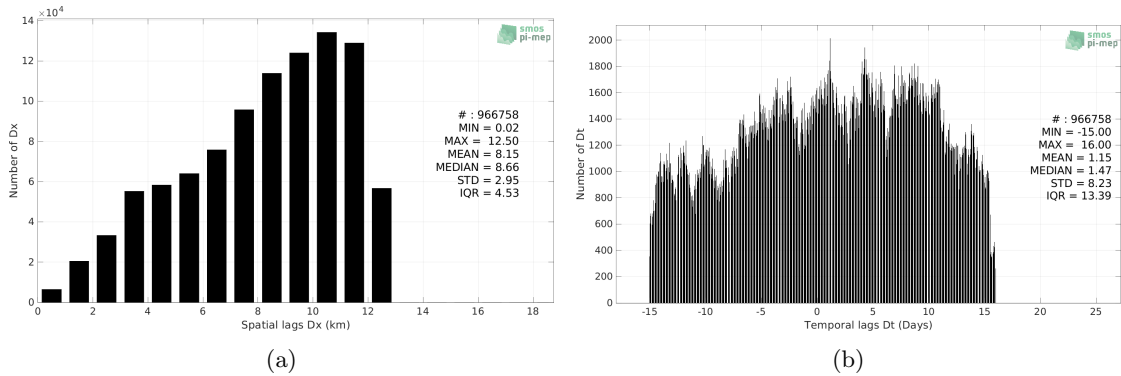 ×10⁴
smos
pi-mep
14
12
10
8
6
4
2
0
Number of Dx
# : 966758
MIN = 0.02
MAX = 12.50
MEAN = 8.15
MEDIAN = 8.66
STD = 2.95
IQR = 4.53
0 2 4 6 8 10 12 14 16 18
Spatial lags Dx (km)
(a)
smos
pi-mep
2000
1800
1600
1400
1200
1000
800
600
400
200
0
Number of Dt
# : 966758
MIN = -15.00
MAX = 16.00
MEAN = 1.15
MEDIAN = 1.47
STD = 8.23
IQR = 13.39
-15 -10 -5 0 5 10 15 20 25
Temporal lags Dt (Days)
(b)